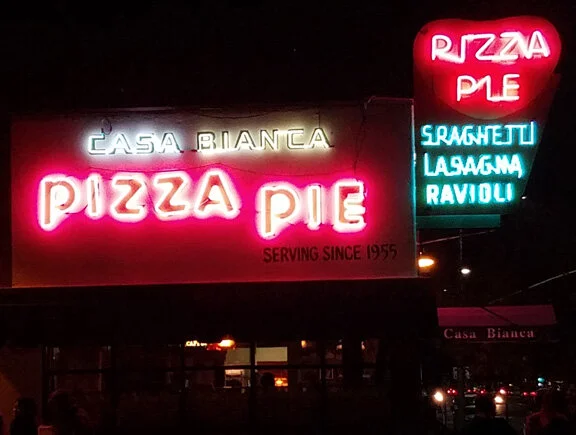 CASA BIANCA
PIZZA PIE
SERVING SINCE 1955
PIZZA
PIE
SPAGHETTI
LASAGNA
RAVIOLI
Casa Bianca